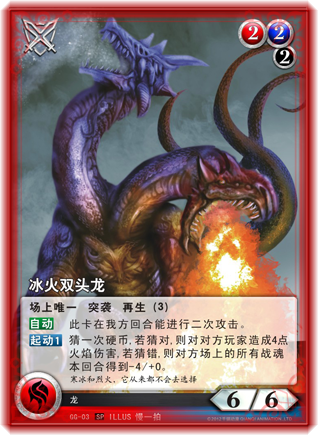 2 2
2
冰火双头龙
场上唯一 突袭 再生（3）
自动 此卡在我方回合能进行二次攻击。
起动1 猜一次硬币，若猜对，则对对方玩家造成4点
火焰伤害，若猜错，则对方场上的所有战魂
本回合得到-4/+0。
寒冰和烈火，它从来都不会去选择
龙
6/6
GG-03 SP ILLUS 慢一拍